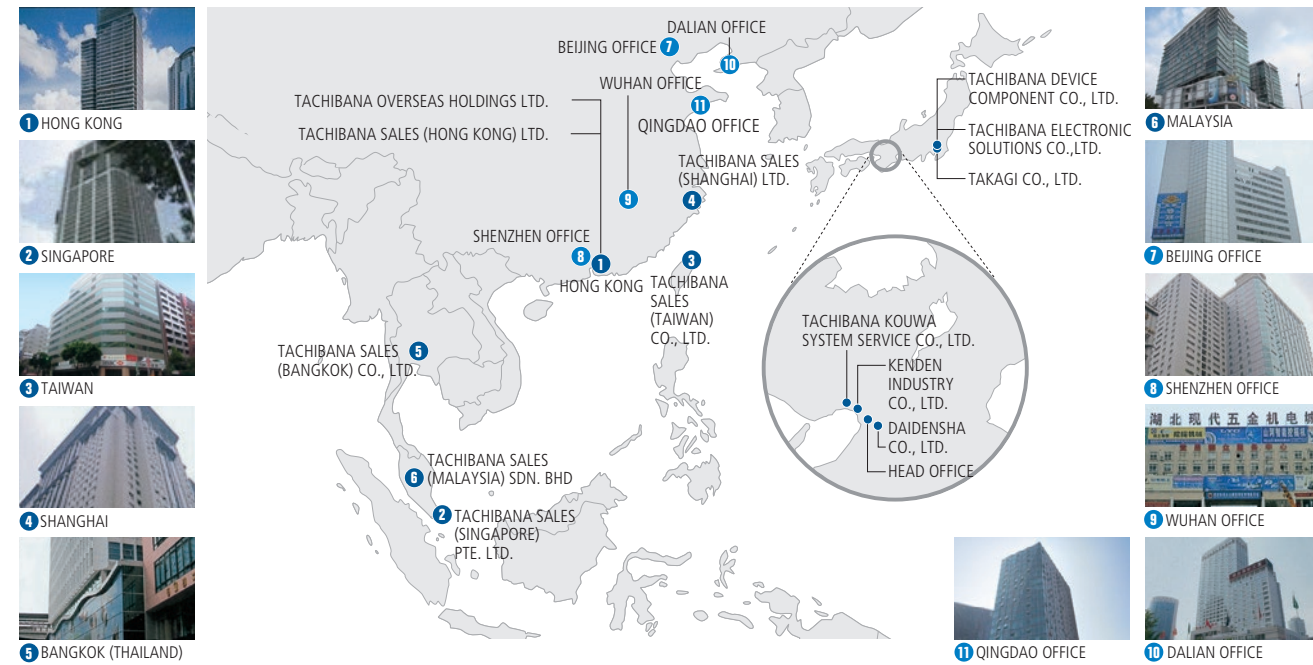 1 HONG KONG
2 SINGAPORE
3 TAIWAN
4 SHANGHAI
5 BANGKOK (THAILAND)
DALIAN OFFICE
10
BEIJING OFFICE 7
WUHAN OFFICE
9
11
QINGDAO OFFICE
TACHIBANA OVERSEAS HOLDINGS LTD.
TACHIBANA SALES (HONG KONG) LTD.
TACHIBANA SALES
(SHANGHAI) LTD.
4
SHENZHEN OFFICE
8
1
HONG KONG
3
TACHIBANA
SALES
(TAIWAN)
CO., LTD.
TACHIBANA SALES
(BANGKOK) CO., LTD.
5
6
TACHIBANA SALES
(MALAYSIA) SDN. BHD
2
TACHIBANA SALES
(SINGAPORE)
PTE. LTD.
TACHIBANA DEVICE
COMPONENT CO., LTD.
TACHIBANA ELECTRONIC
SOLUTIONS CO.,LTD.
TAKAGI CO., LTD.
TACHIBANA KOUWA
SYSTEM SERVICE CO., LTD.
KENDEN
INDUSTRY
CO., LTD.
DAIDENSHA
CO., LTD.
HEAD OFFICE
6 MALAYSIA
7 BEIJING OFFICE
8 SHENZHEN OFFICE
湖北现代五金机电城
9 WUHAN OFFICE
11 QINGDAO OFFICE
10 DALIAN OFFICE